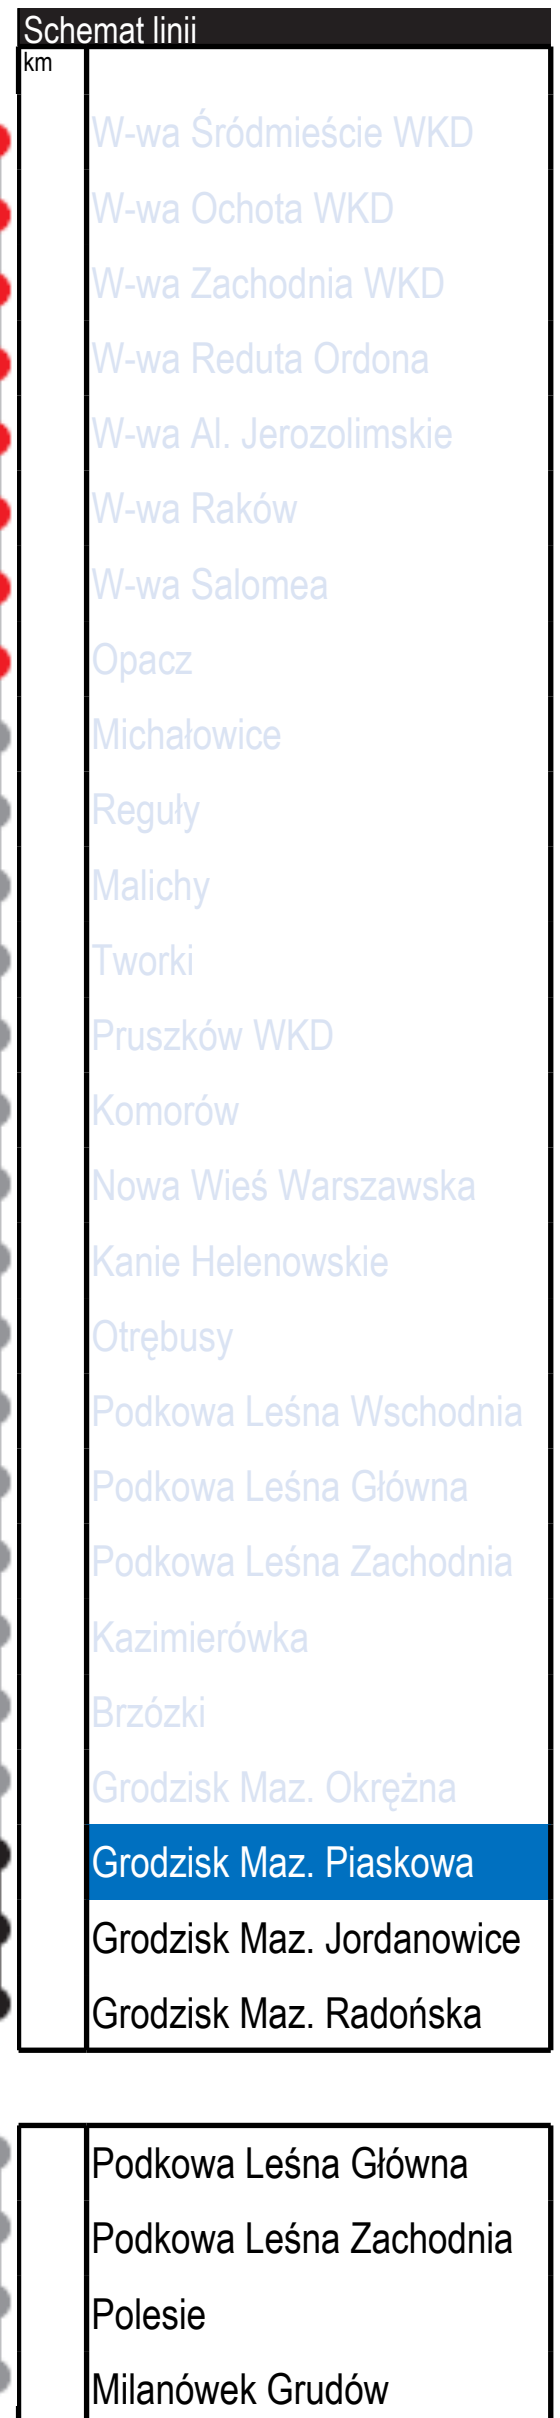 Schemat linii
km
W-wa Śródmieście WKD
W-wa Ochota WKD
W-wa Zachodnia WKD
W-wa Reduta Ordona
W-wa Al. Jerozolimskie
W-wa Raków
W-wa Salomea
Opacz
Michałowice
Reguły
Malichy
Tworki
Pruszków WKD
Komorów
Nowa Wieś Warszawska
Kanie Helenowskie
Otrębusy
Podkowa Leśna Wschodnia
Podkowa Leśna Główna
Podkowa Leśna Zachodnia
Kazimierówka
Brzózki
Grodzisk Maz. Okrężna
Grodzisk Maz. Piaskowa
Grodzisk Maz. Jordanowice
Grodzisk Maz. Radońska
Podkowa Leśna Główna
Podkowa Leśna Zachodnia
Polesie
Milanówek Grudów